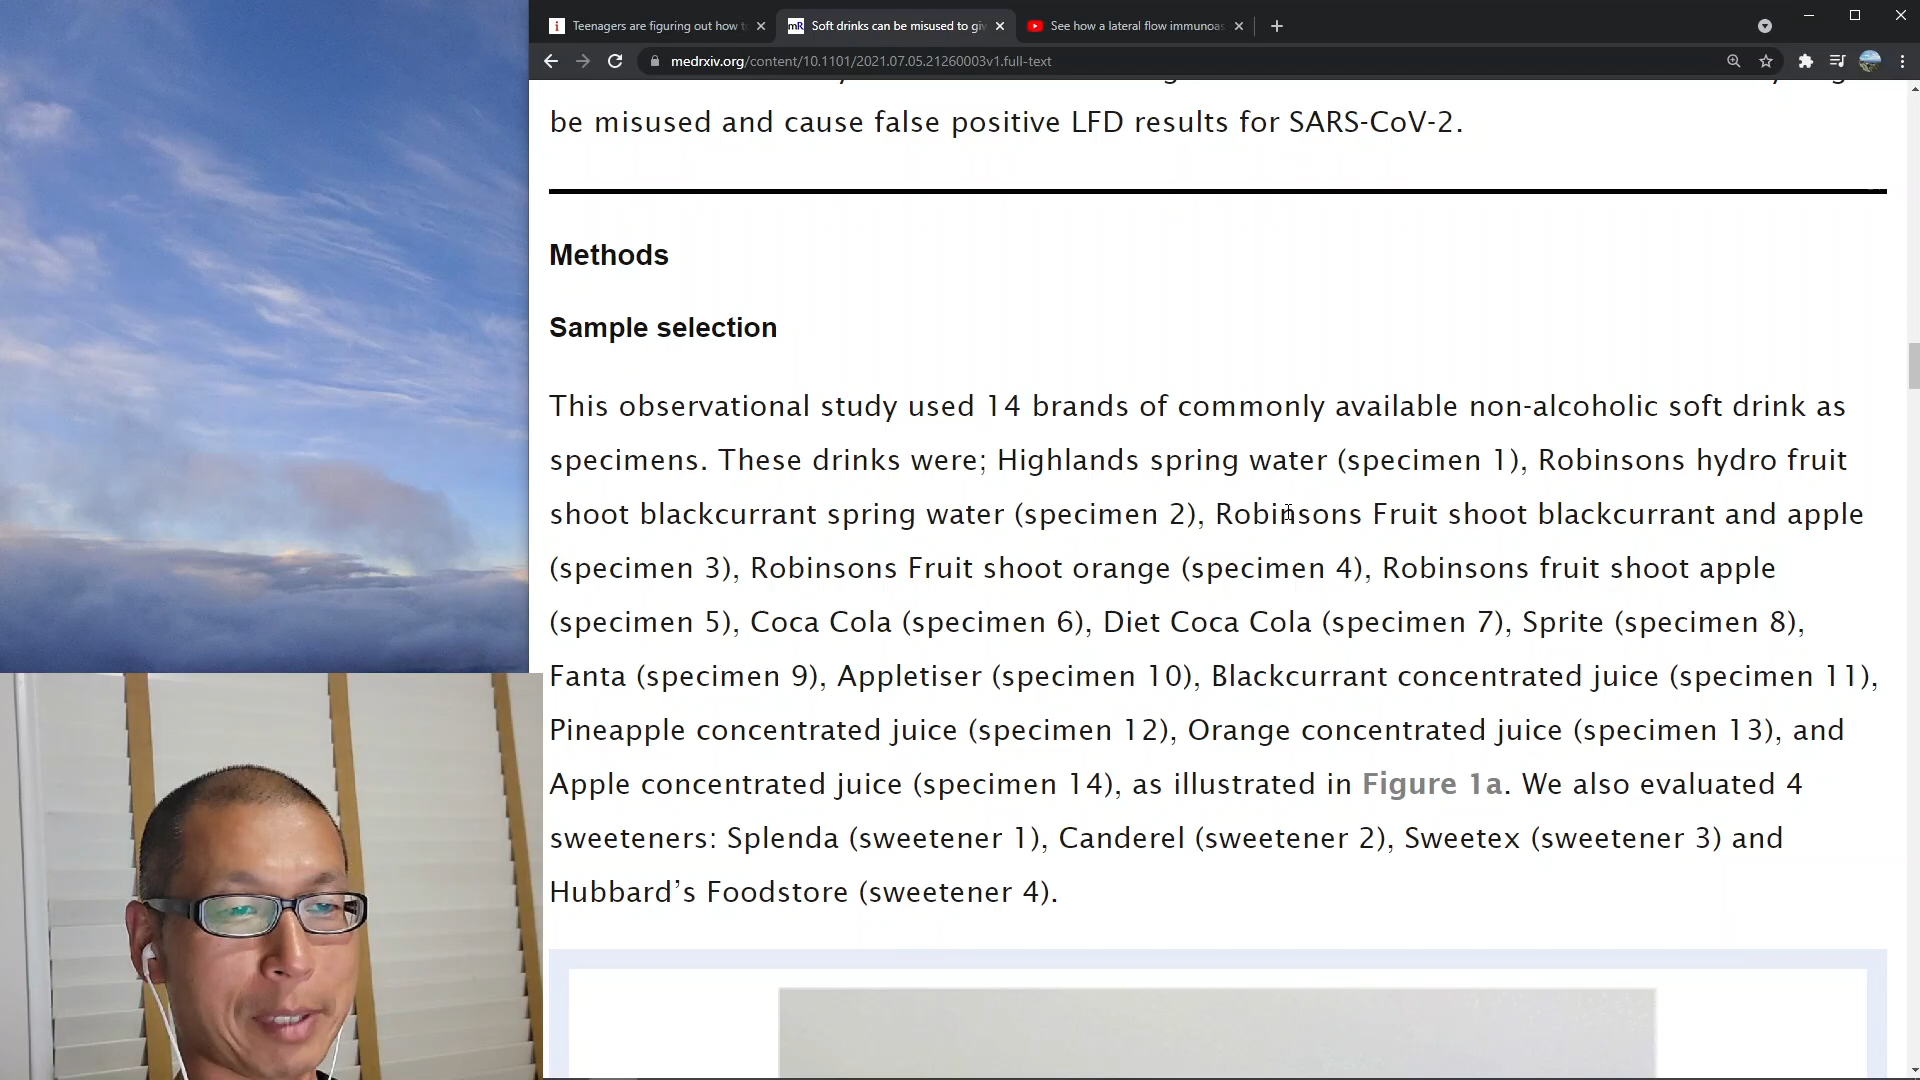 Teenagers are figuring out how to
Soft drinks can be misused to giv
See how a lateral flow immunoas
medrxiv.org/content/10.1101/2021.07.05.21260003v1.full-text
be misused and cause false positive LFD results for SARS-CoV-2.
Methods
Sample selection
This observational study used 14 brands of commonly available non-alcoholic soft drink as
specimens. These drinks were; Highlands spring water (specimen 1), Robinsons hydro fruit
shoot blackcurrant spring water (specimen 2), Robinsons Fruit shoot blackcurrant and apple
(specimen 3), Robinsons Fruit shoot orange (specimen 4), Robinsons fruit shoot apple
(specimen 5), Coca Cola (specimen 6), Diet Coca Cola (specimen 7), Sprite (specimen 8),
Fanta (specimen 9), Appletiser (specimen 10), Blackcurrant concentrated juice (specimen 11),
Pineapple concentrated juice (specimen 12), Orange concentrated juice (specimen 13), and
Apple concentrated juice (specimen 14), as illustrated in Figure 1a. We also evaluated 4
sweeteners: Splenda (sweetener 1), Canderel (sweetener 2), Sweetex (sweetener 3) and
Hubbard’s Foodstore (sweetener 4).